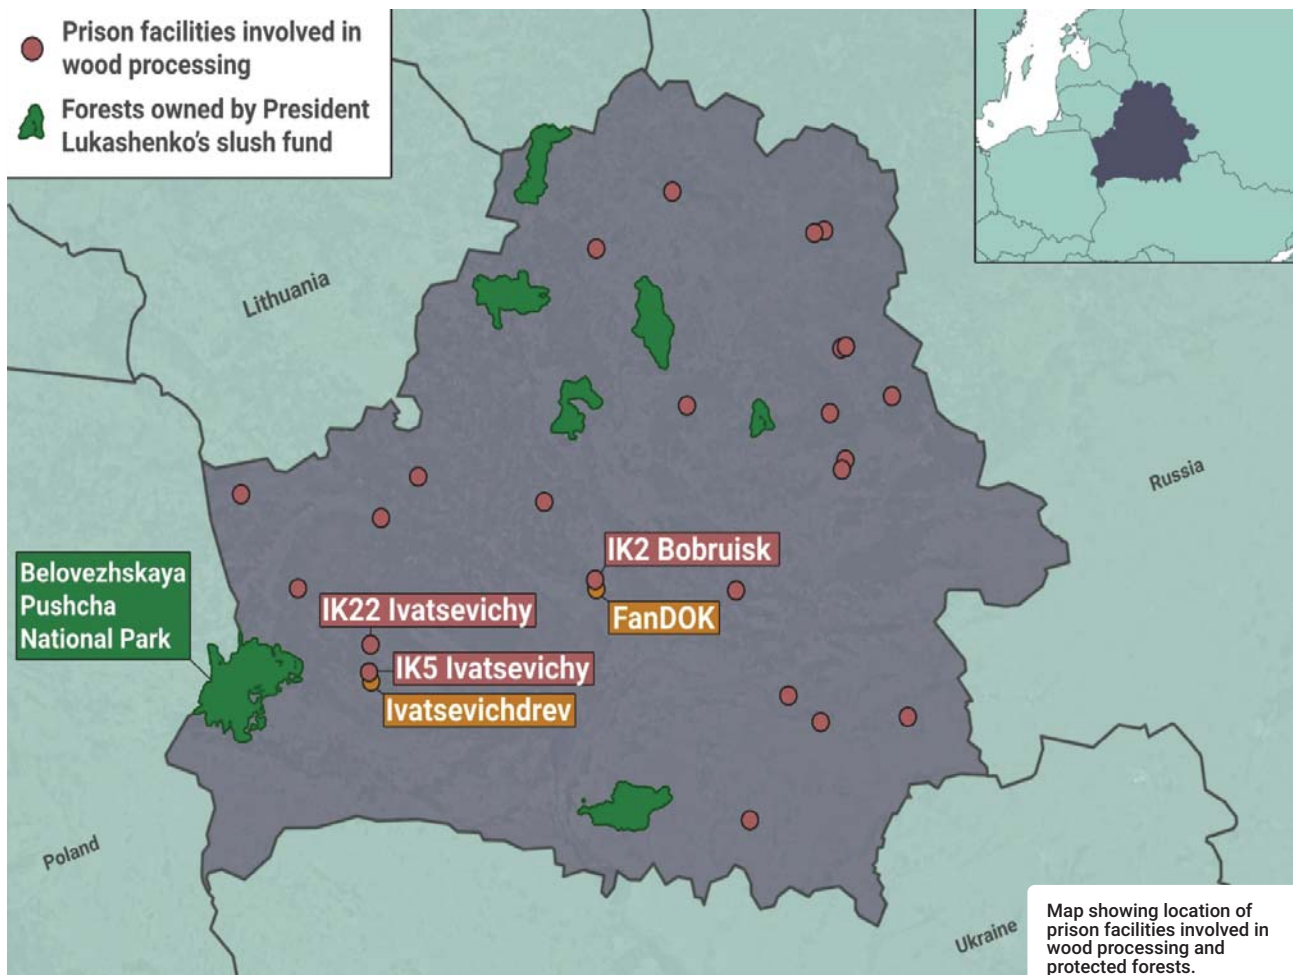 Prison facilities involved in
wood processing
Forests owned by President
Lukashenko's slush fund
Lithuania
Russia
IK2 Bobruisk
FanDOK
Belovezhskaya
Pushcha
National Park
IK22 Ivatsevichy
IK5 Ivatsevichy
Ivatsevichdrev
Poland
Ukraine
Map showing location of
prison facilities involved in
wood processing and
protected forests.